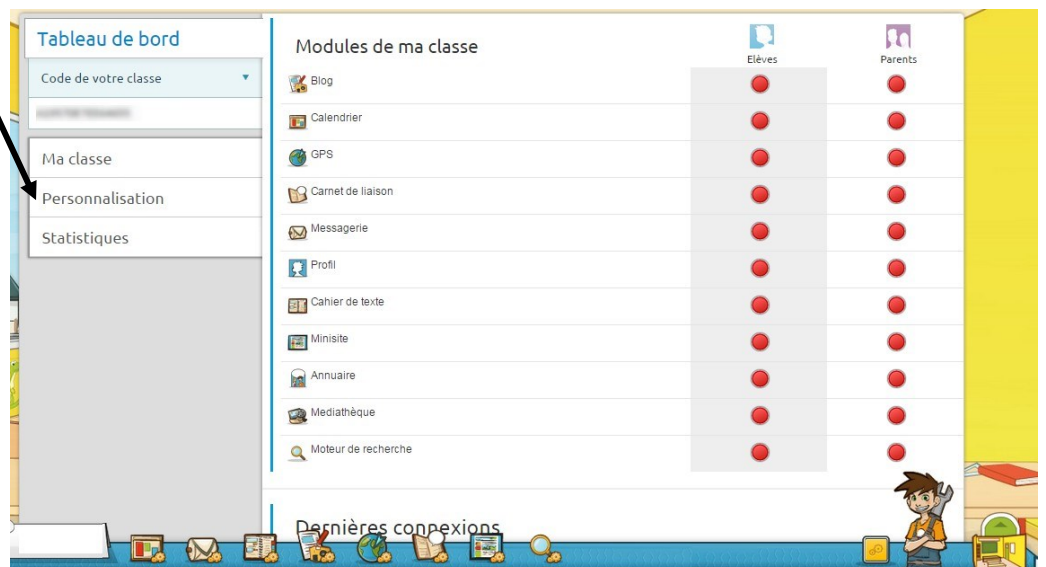 Tableau de bord
Code de votre classe
Ma classe
Personnalisation
Statistiques
Modules de ma classe
Elèves
Parents
Blog
Calendrier
GPS
Carnet de liaison
Messagerie
Profil
Cahier de texte
Minisite
Annuaire
Mediathèque
Moteur de recherche
Dernières connexions